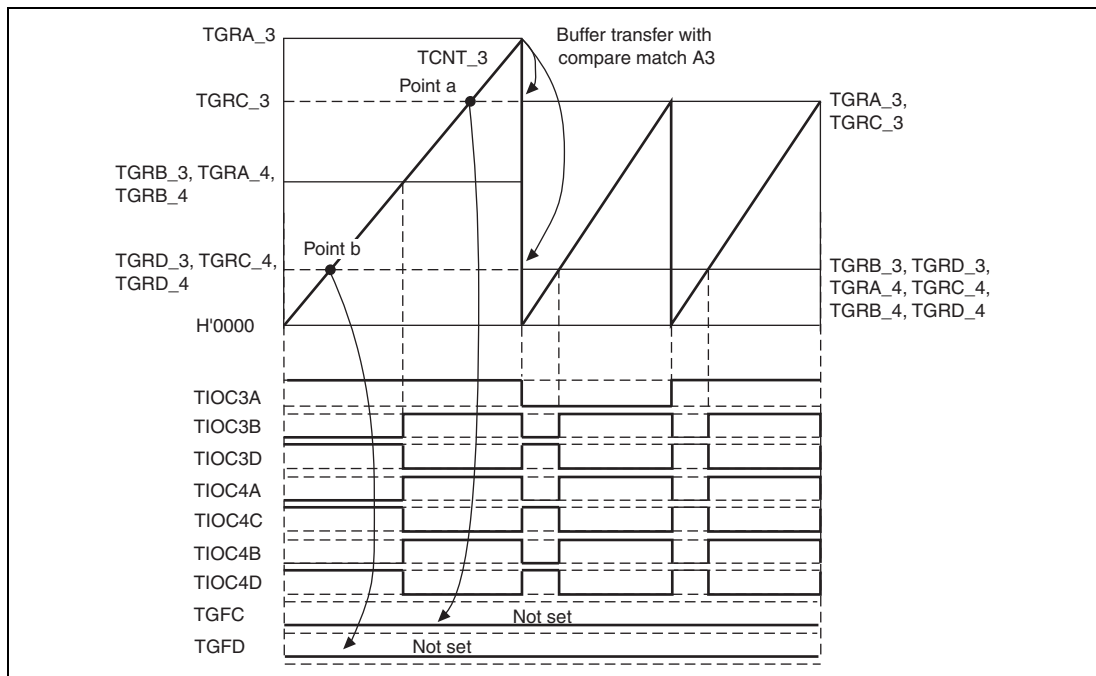 TGRA_3
TCNT_3
Buffer transfer with
compare match A3
Point a
TGRC_3
TGRA_3,
TGRC_3
TGRB_3, TGRA_4,
TGRB_4
Point b
TGRD_3, TGRC_4,
TGRD_4
TGRB_3, TGRD_3,
TGRA_4, TGRC_4,
TGRB_4, TGRD_4
H'0000
TIOC3A
TIOC3B
TIOC3D
TIOC4A
TIOC4C
TIOC4B
TIOC4D
TGFC
Not set
TGFD
Not set